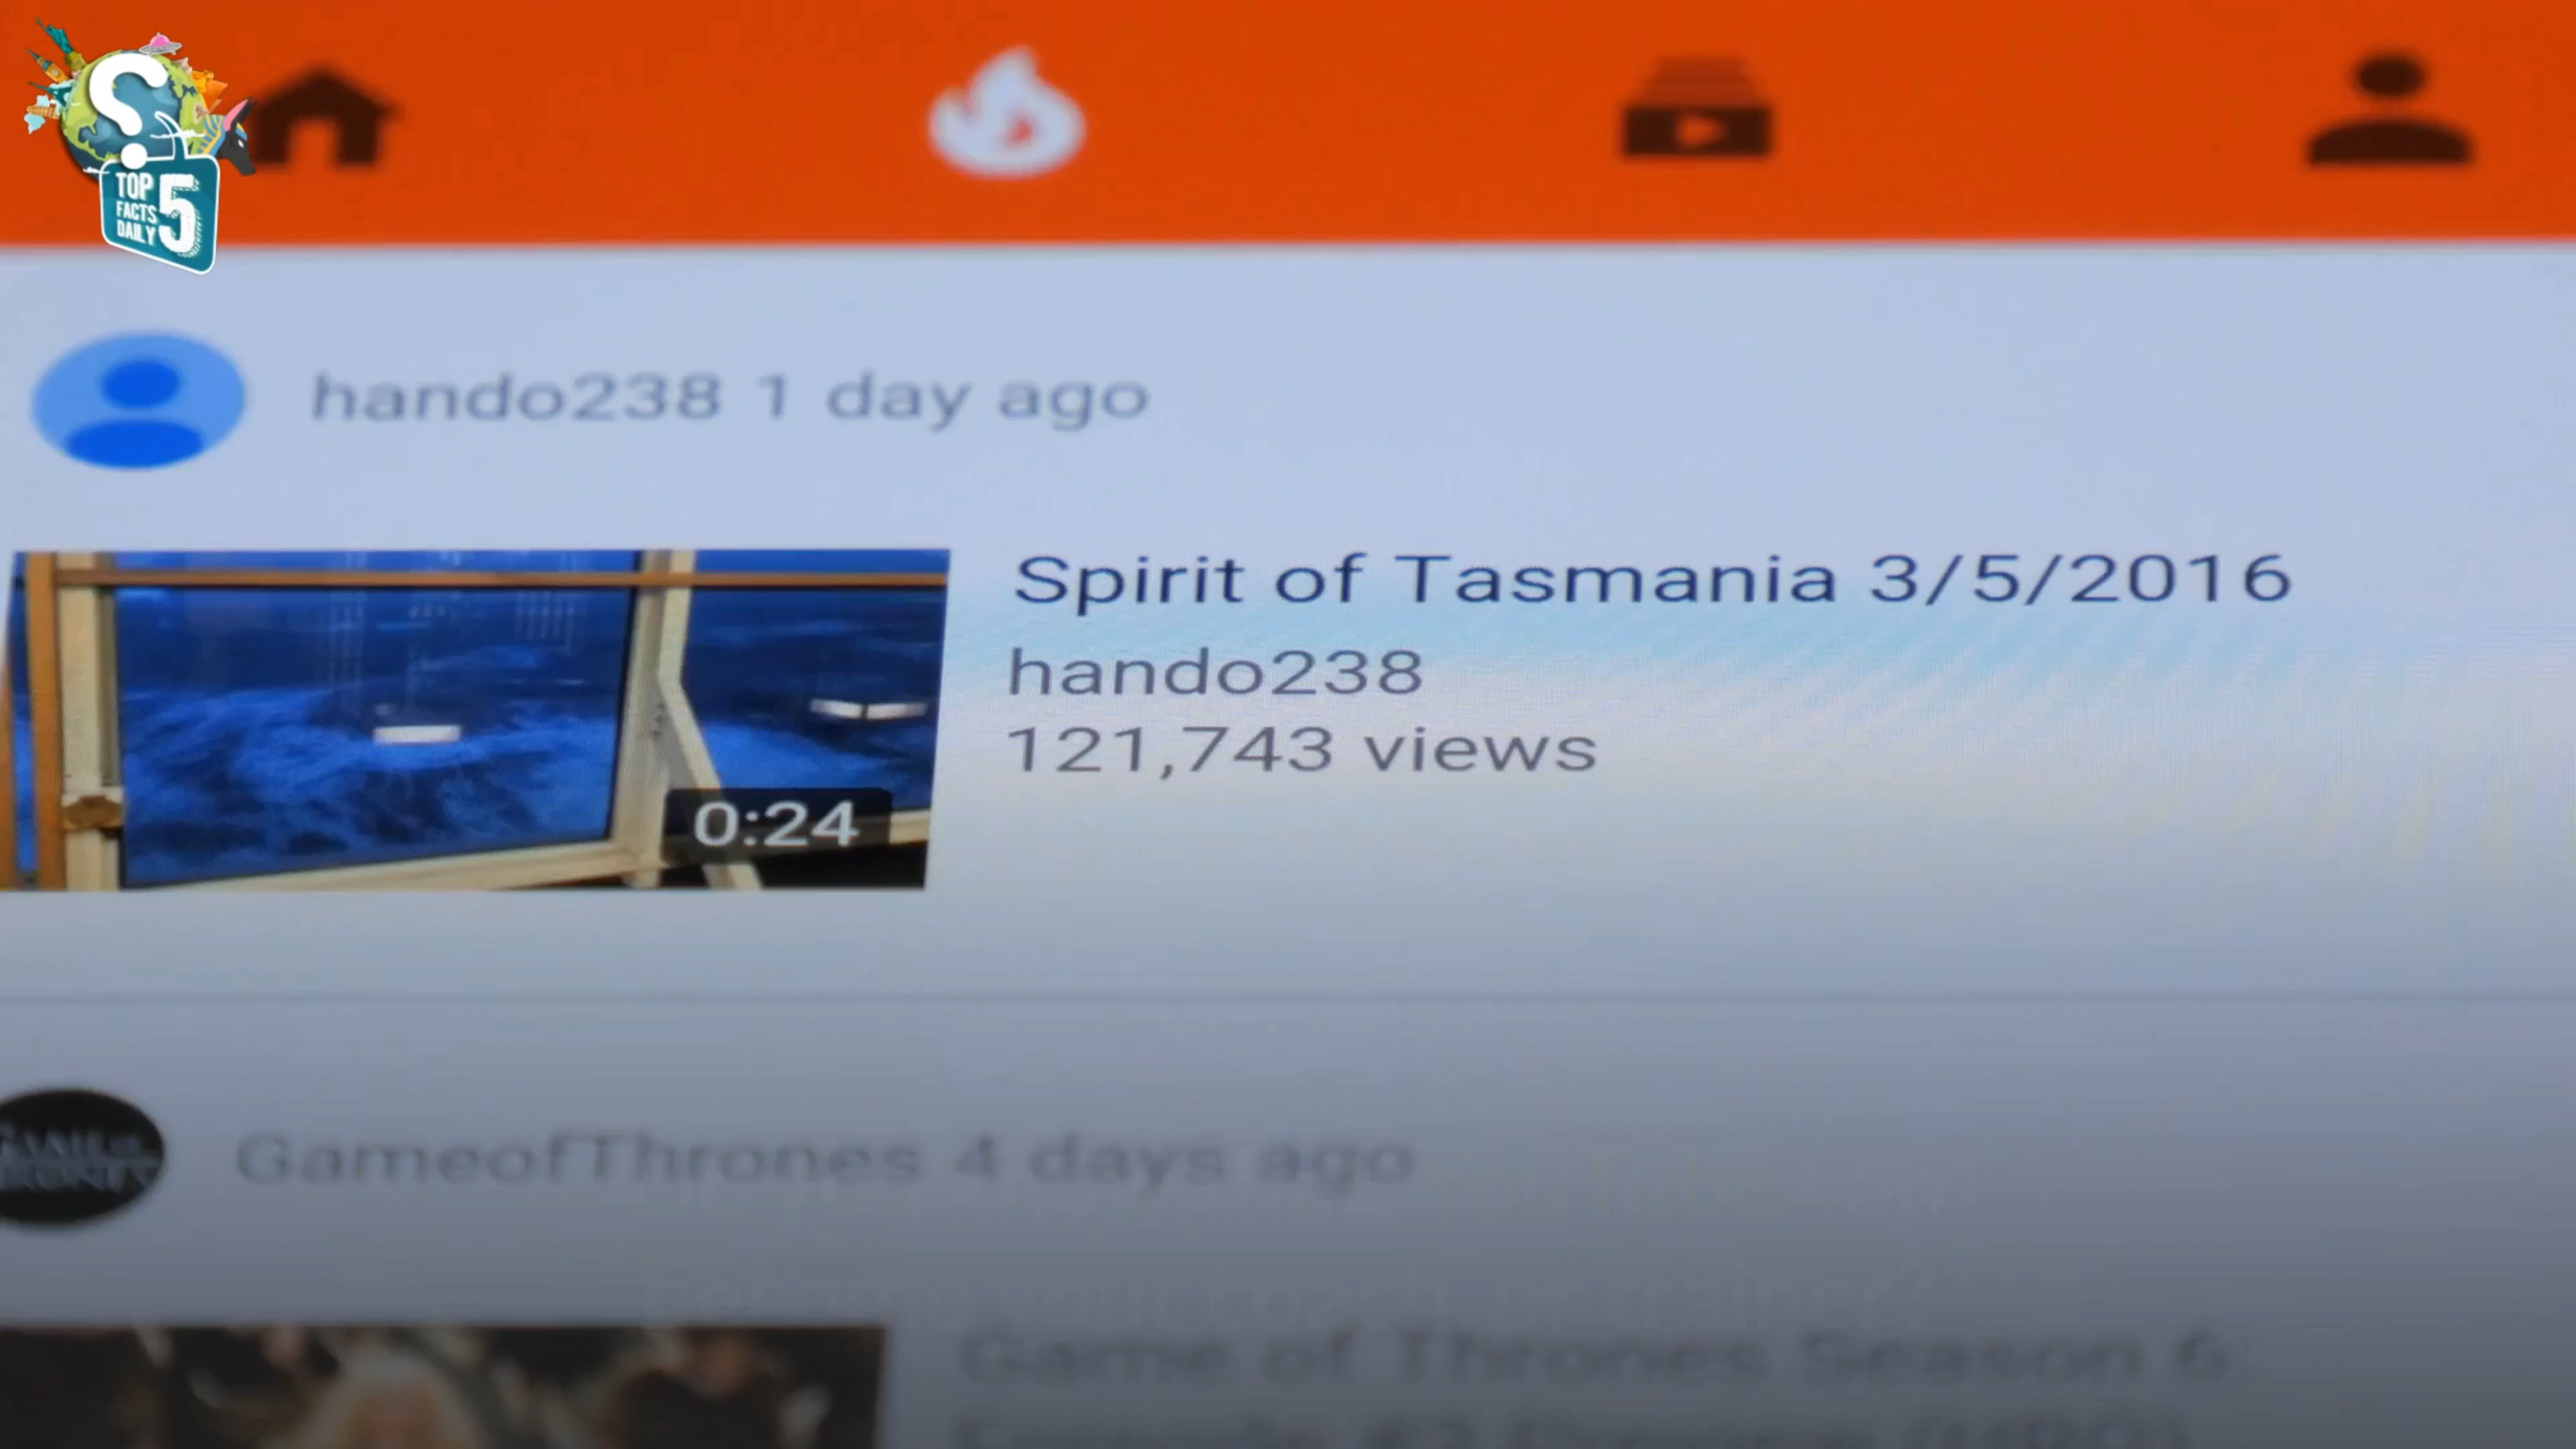 TOP
FACTS
DAILY
5
hando238 1 day ago
Spirit of Tasmania 3/5/2016
hando238
121,743 views
0:24
GameofThrones 4 days ago
Game of Thrones Season 6: